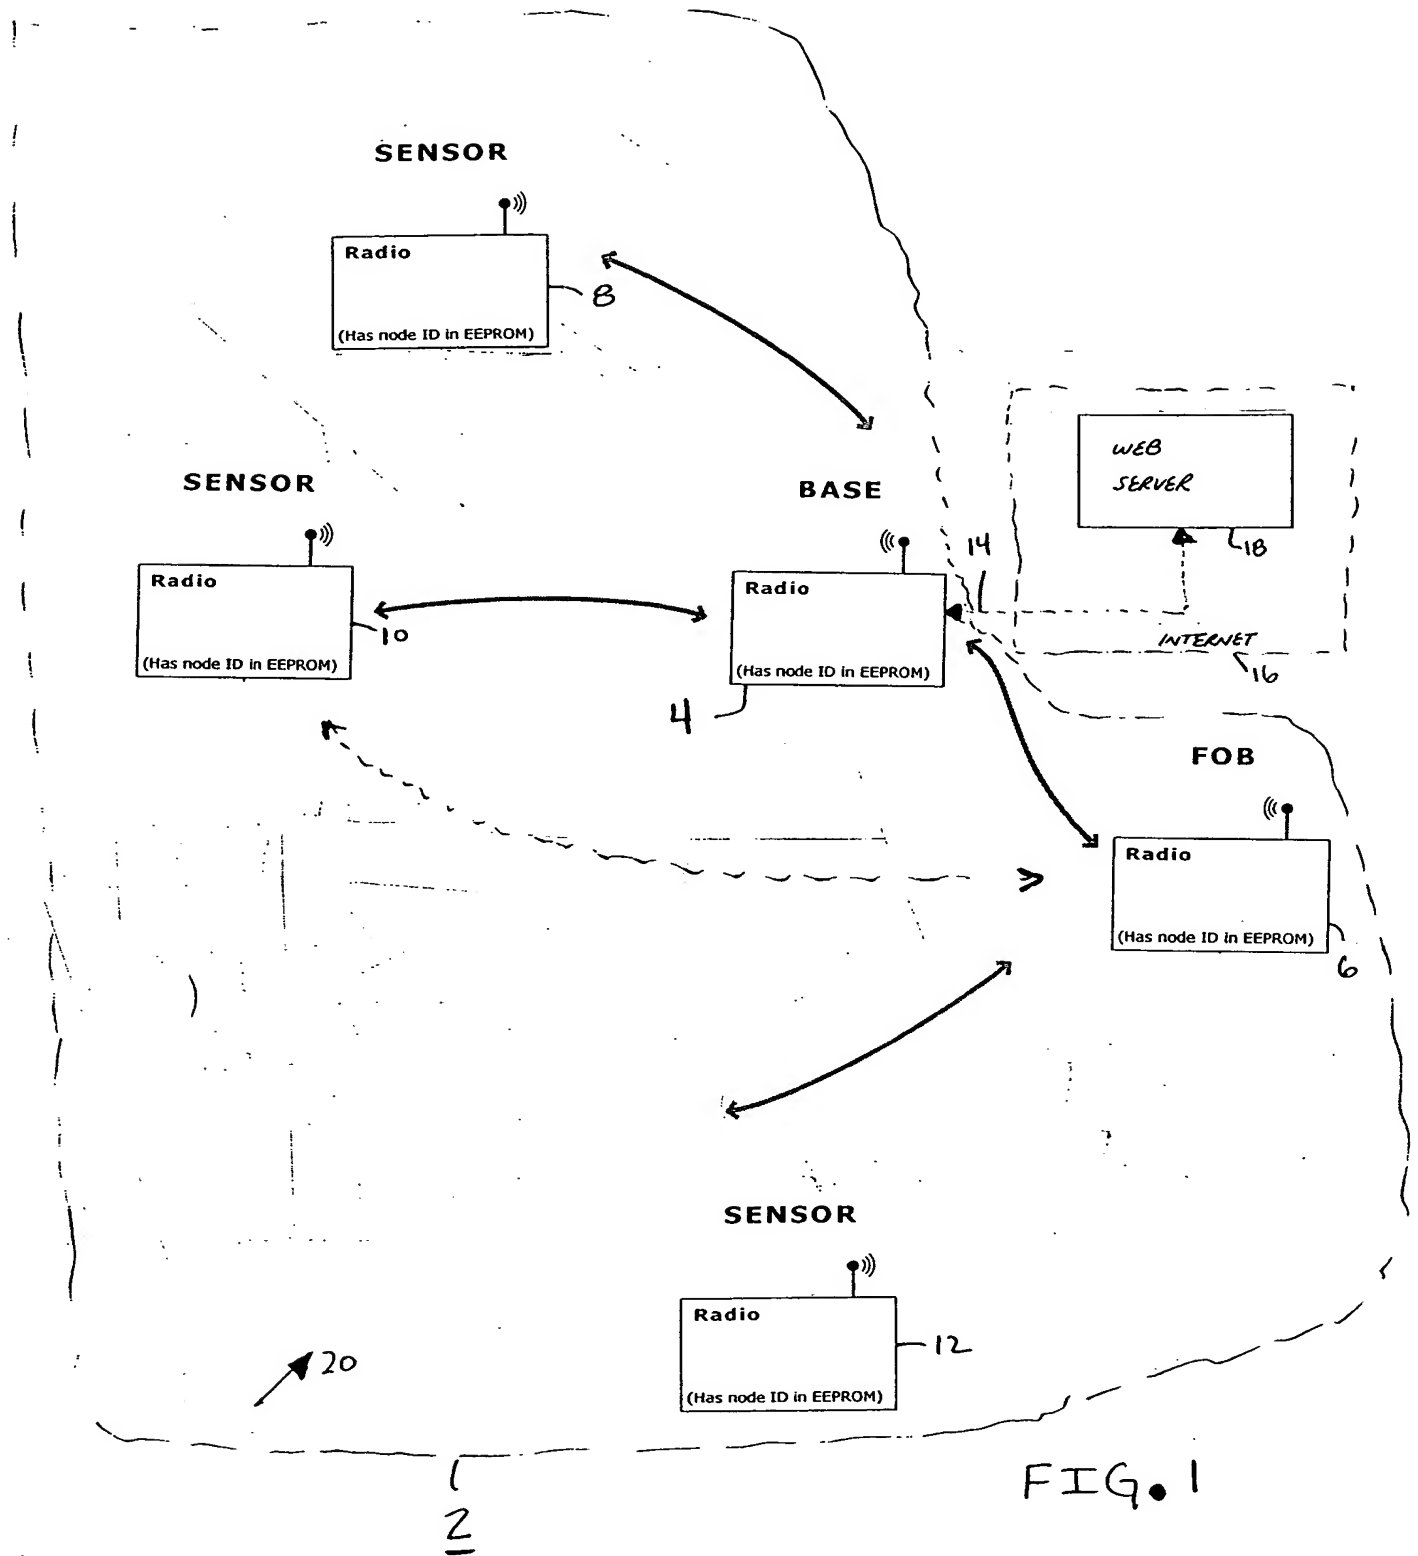 SENSOR
Radio
8
(Has node ID in EEPROM)
WEB
SERVER
18
SENSOR
Radio
10
(Has node ID in EEPROM)
BASE
14
Radio
(Has node ID in EEPROM)
4
INTERNET
16
FOB
Radio
(Has node ID in EEPROM)
6
SENSOR
Radio
12
(Has node ID in EEPROM)
20
2
FIG. 1